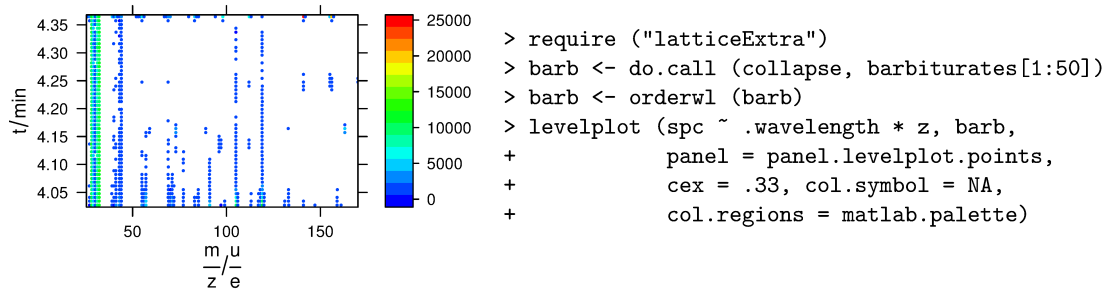 4.35
4.30
4.25
4.20
4.15
4.10
4.05
t/min
50
100
150
m/z / u/e
25000
20000
15000
10000
5000
0
> require ("latticeExtra")
> barb <- do.call (collapse, barbiturates[1:50])
> barb <- orderwl (barb)
> levelplot (spc ~ .wavelength * z, barb,
+ panel = panel.levelplot.points,
+ cex = .33, col.symbol = NA,
+ col.regions = matlab.palette)